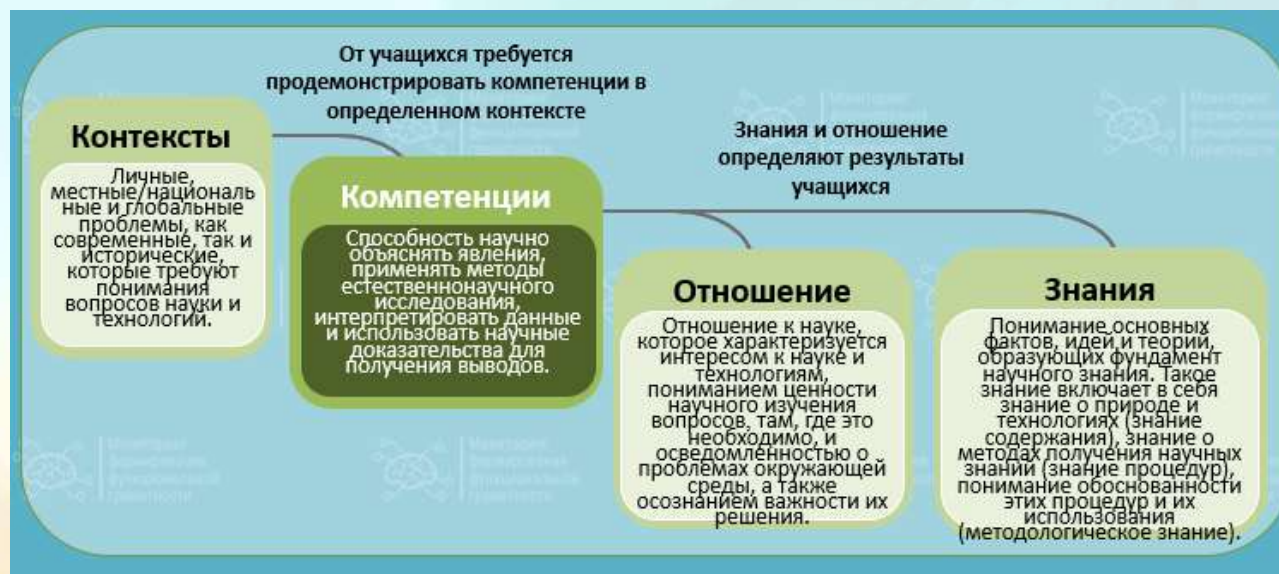 От учащихся требуется
продемонстрировать компетенции в
определенном контексте
Контексты
Личные,
местные/националь
ные и глобальные
проблемы, как
современные, так и
исторические,
которые требуют
понимания
вопросов науки и
технологий.
Компетенции
Способность научно
объяснять явления,
применять методы
естественнонаучного
исследования,
интерпретировать данные
и использовать научные
доказательства для
получения выводов.
Знания и отношение
определяют результаты
учащихся
Отношение
Отношение к науке,
которое характеризуется
интересом к науке и
технологиям,
пониманием ценности
научного изучения
вопросов, там, где это
необходимо, и
осведомленностью о
проблемах окружающей
среды, а также
осознанием важности их
решения.
Знания
Понимание основных
фактов, идей и теорий,
образующих фундамент
научного знания. Такое
знание включает в себя
знание о природе и
технологиях (знание
содержания), знание о
методах получения научных
знаний (знание процедур),
понимание обоснованности
этих процедур и их
использования
(методологическое знание).